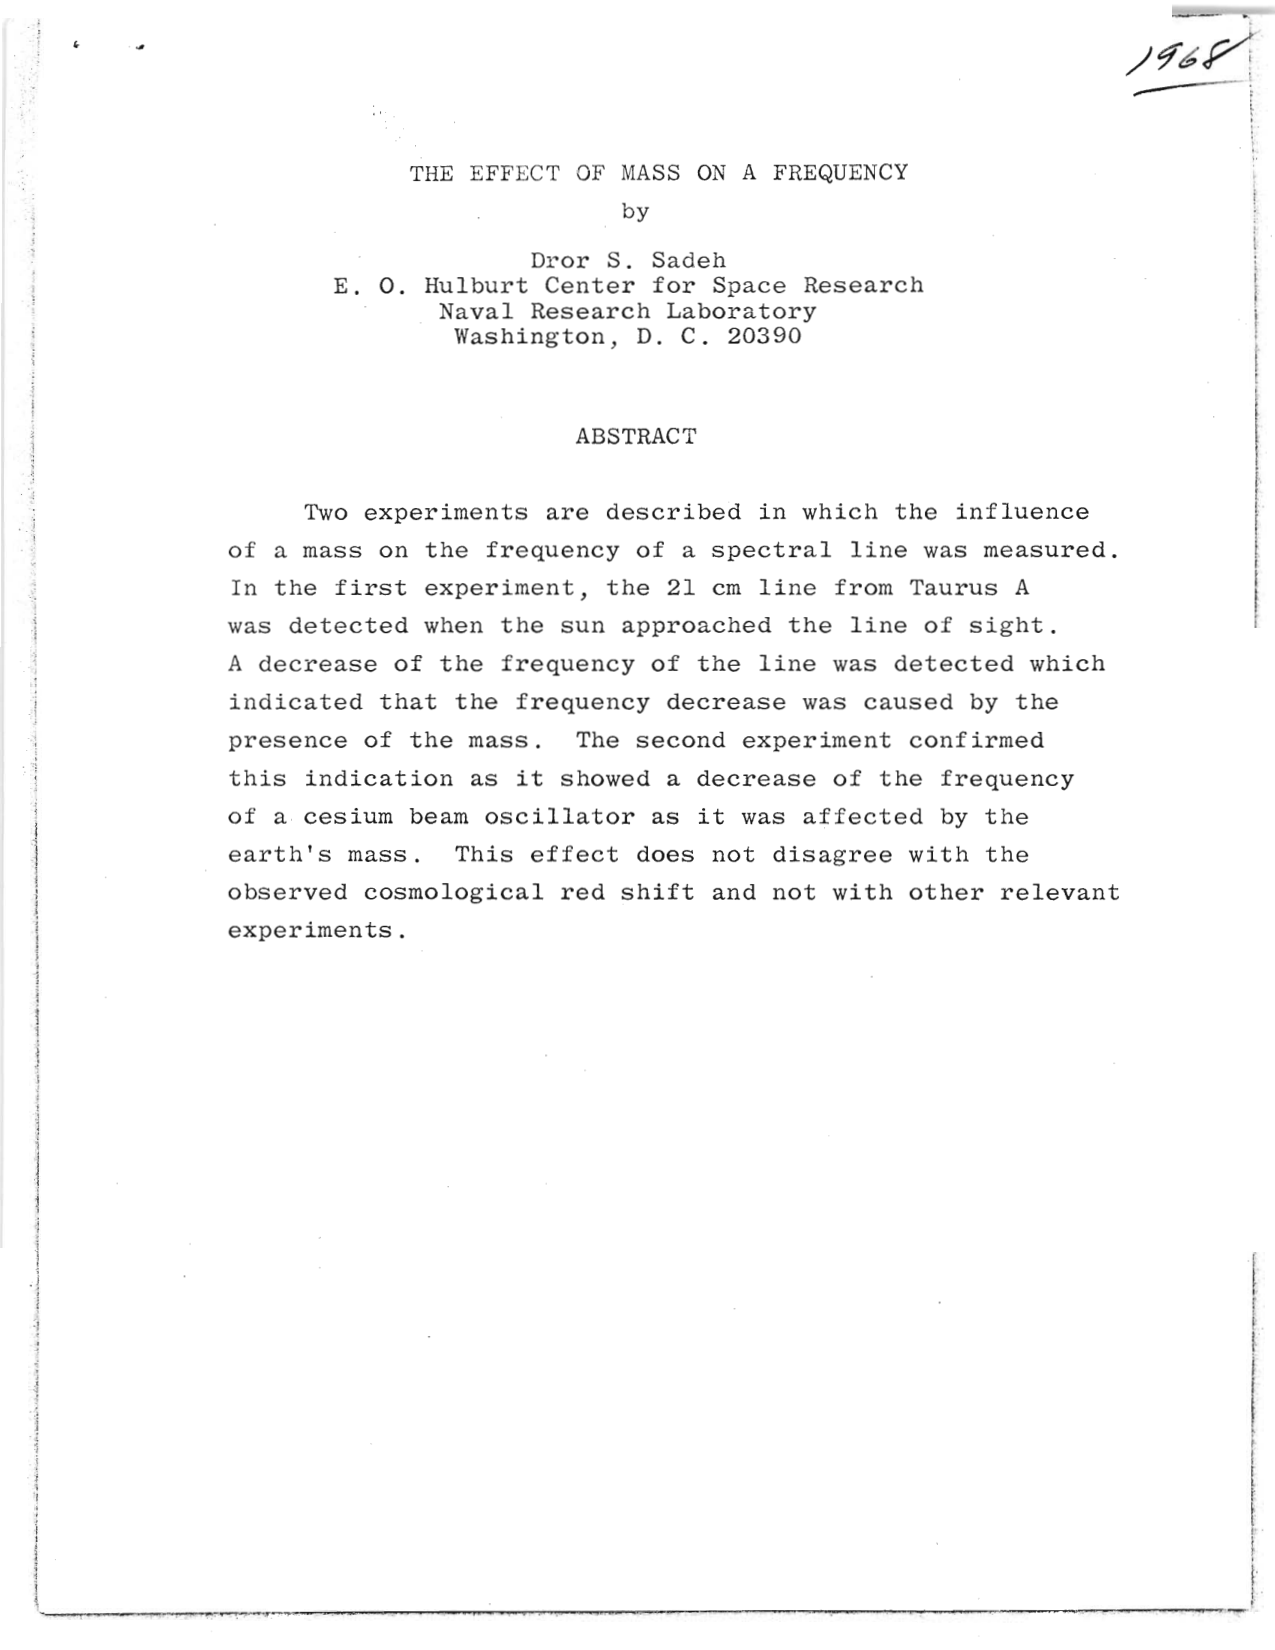 1968
THE EFFECT OF MASS ON A FREQUENCY
by
Dror S. Sadeh
E. O. Hulburt Center for Space Research
Naval Research Laboratory
Washington, D. C. 20390
ABSTRACT
Two experiments are described in which the influence
of a mass on the frequency of a spectral line was measured.
In the first experiment, the 21 cm line from Taurus A
was detected when the sun approached the line of sight.
A decrease of the frequency of the line was detected which
indicated that the frequency decrease was caused by the
presence of the mass. The second experiment confirmed
this indication as it showed a decrease of the frequency
of a cesium beam oscillator as it was affected by the
earth's mass. This effect does not disagree with the
observed cosmological red shift and not with other relevant
experiments.